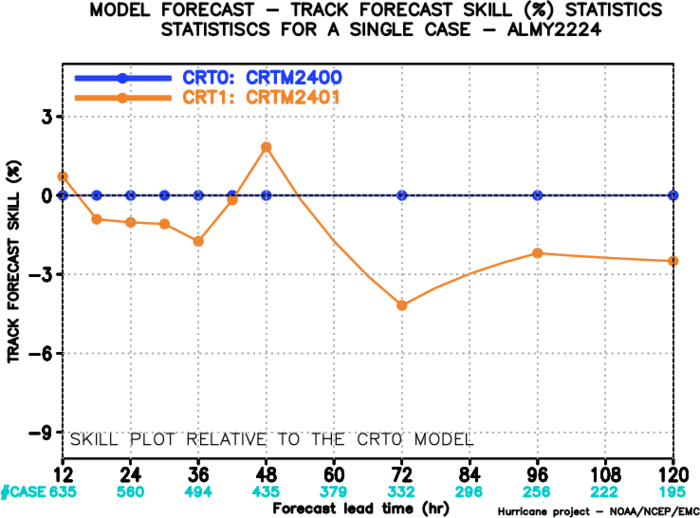 MODEL FORECAST – TRACK FORECAST SKILL (%) STATISTICS
STATISTISCS FOR A SINGLE CASE – ALMY2224
CRT0: CRTM2400
CRT1: CRTM2401
TRACK FORECAST SKILL (%)
3
0
−3
−6
−9
SKILL PLOT RELATIVE TO THE CRT0 MODEL
12 24 36 48 60 72 84 96 108 120
#CASE 635 560 494 435 379 332 296 256 222 195
Forecast lead time (hr)
Hurricane project – NOAA/NCEP/EMC